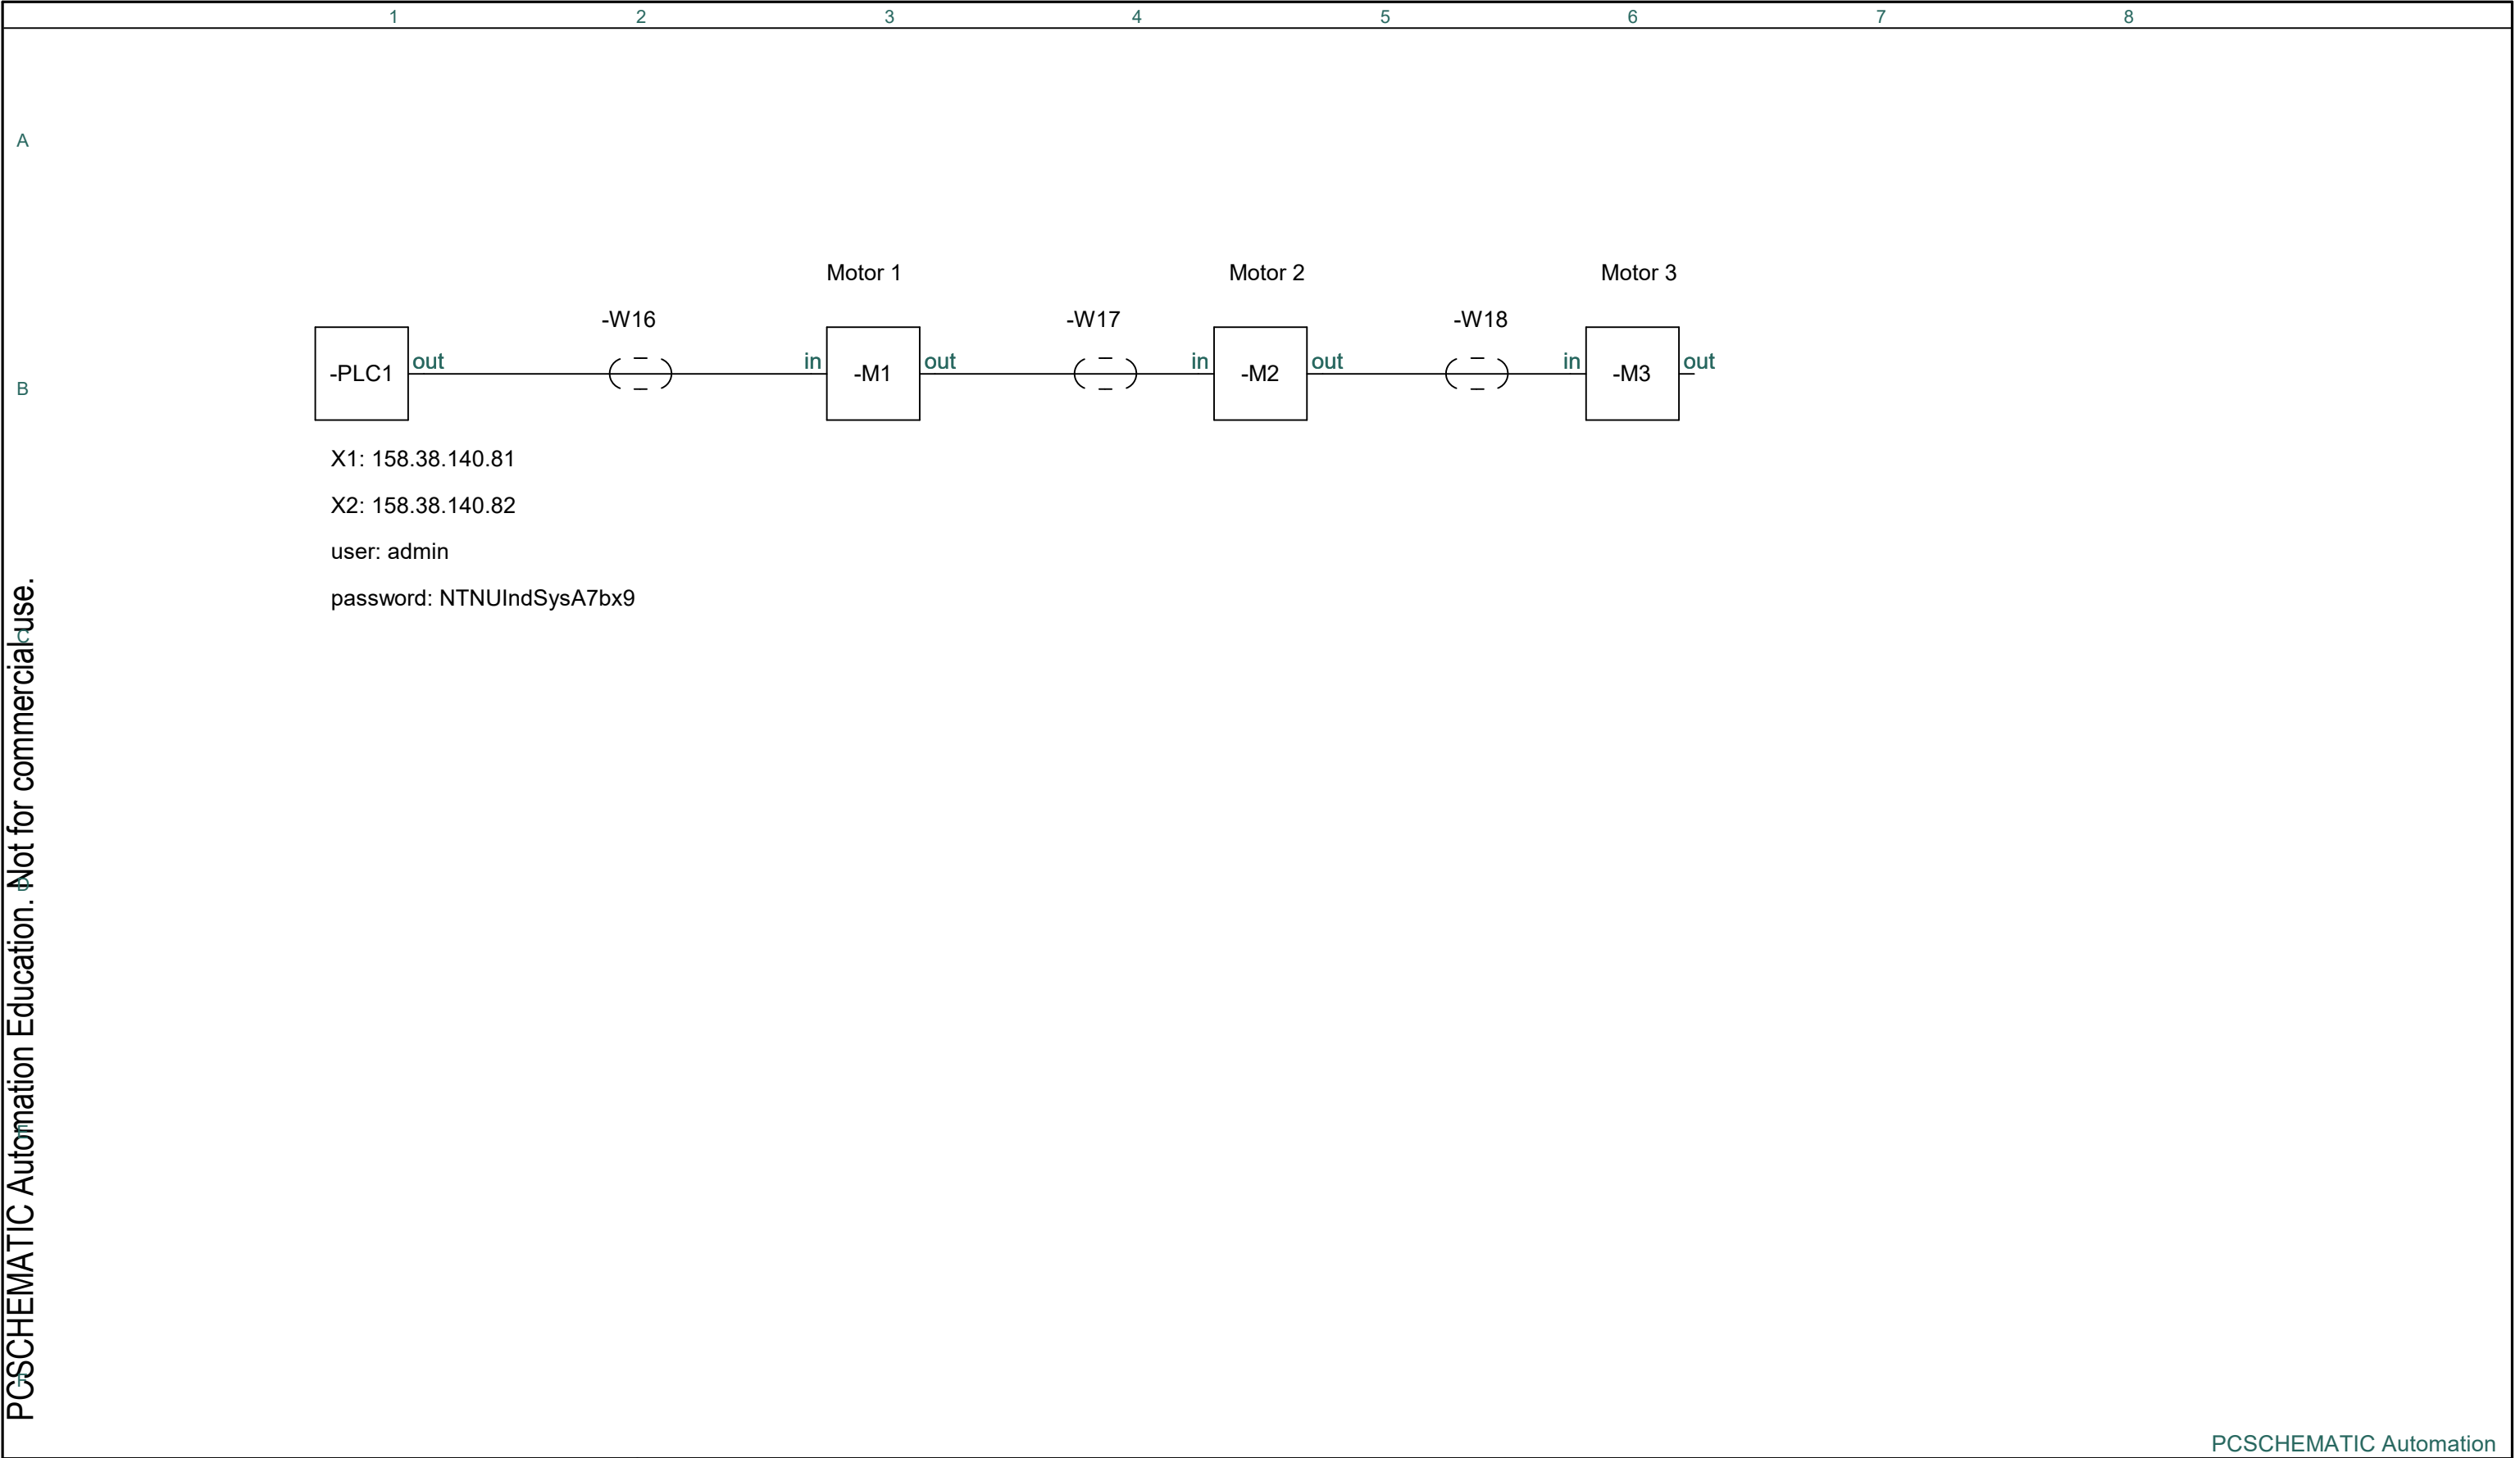 1 2 3 4 5 6 7 8
A
Motor 1 Motor 2 Motor 3
-W16 -W17 -W18
-PLC1 out in -M1 out in -M2 out in -M3 out
B
X1: 158.38.140.81
X2: 158.38.140.82
user: admin
password: NTNUIndSysA7bx9
C
D
E
F
PCSCHEMATIC Automation Education. Not for commercial use.
PCSCHEMATIC Automation